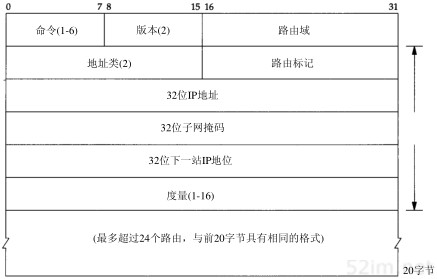 0 7 8 15 16 31
命令(1-6) 版本(2) 路由域
地址类(2) 路由标记
32位IP地址
32位子网掩码
32位下一站IP地位
度量(1-16)
(最多超过24个路由，与前20字节具有相同的格式)
20字节